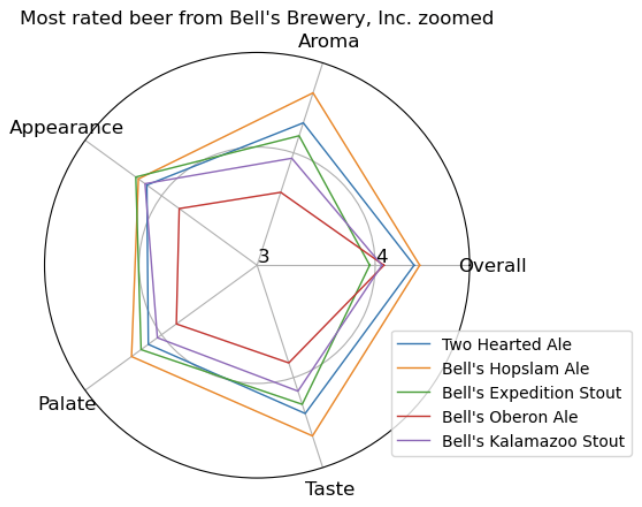 Most rated beer from Bell's Brewery, Inc. zoomed
Aroma
Appearance
3
4
Overall
Palate
Taste
Two Hearted Ale
Bell's Hopslam Ale
Bell's Expedition Stout
Bell's Oberon Ale
Bell's Kalamazoo Stout